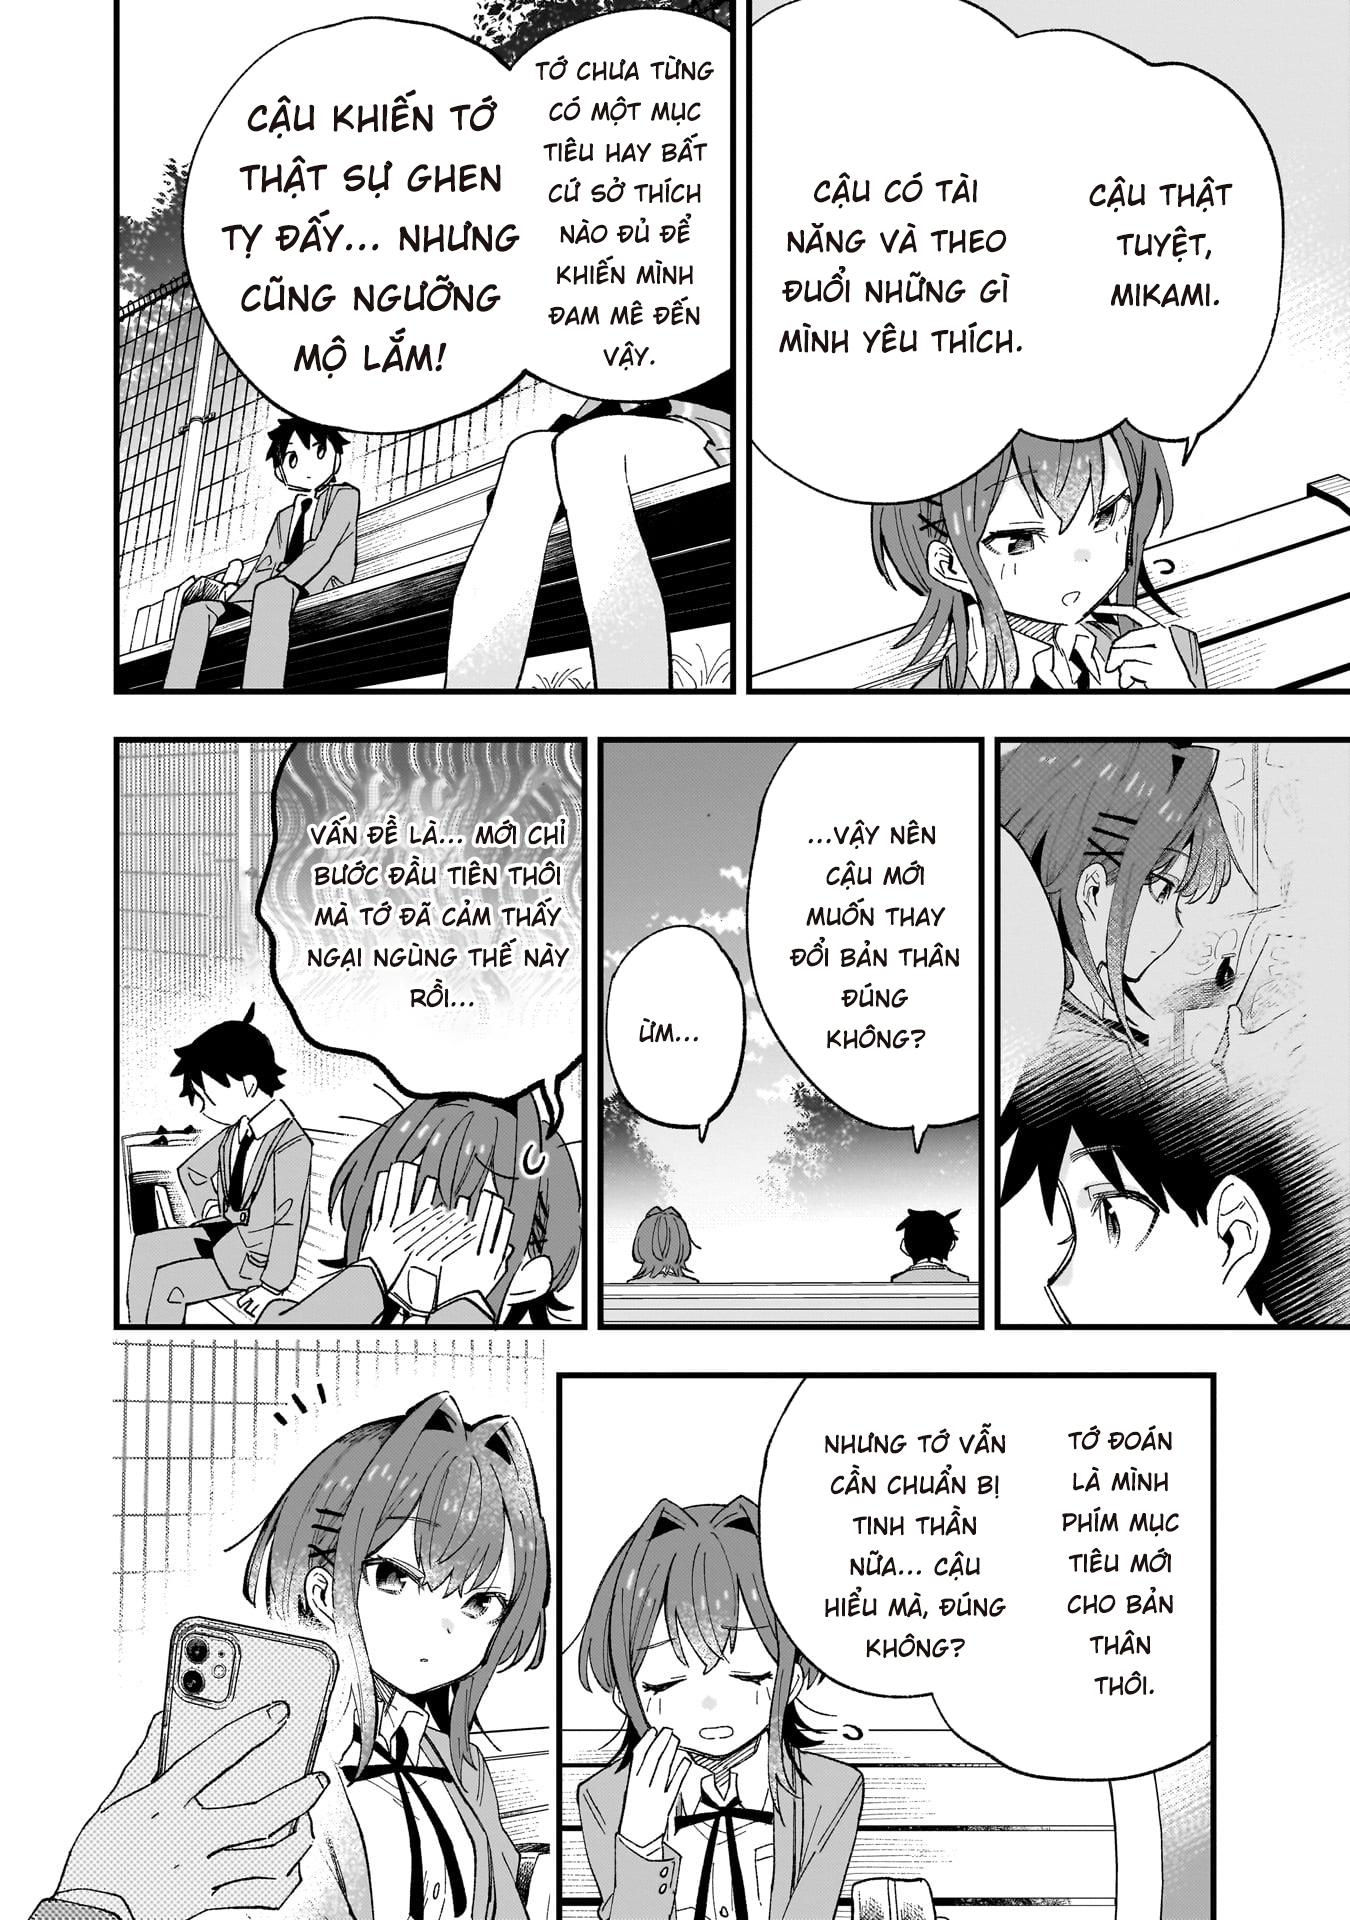 CẬU THẬT
TUYỆT,
MIKAMI.
CẬU CÓ TÀI
NĂNG VÀ THEO
ĐUỔI NHỮNG GÌ
MÌNH YÊU THÍCH.
TỚ CHƯA TỪNG
CÓ MỘT MỤC
TIÊU HAY BẤT
CỨ SỞ THÍCH
NÀO ĐỦ ĐỂ
KHIẾN MÌNH
ĐAM MÊ ĐẾN
VẬY.
CẬU KHIẾN TỚ
THẬT SỰ GHEN
TỴ ĐẤY... NHƯNG
CŨNG NGƯỠNG
MỘ LẮM!
...VẬY NÊN
CẬU MỚI
MUỐN THAY
ĐỔI BẢN THÂN
ĐÚNG
KHÔNG?
ỪM...
VẤN ĐỀ LÀ... MỚI CHỈ
BƯỚC ĐẦU TIÊN THÔI
MÀ TỚ ĐÃ CẢM THẤY
NGẠI NGÙNG THẾ NÀY
RỒI...
TỚ ĐOÁN
LÀ MÌNH
PHÍM MỤC
TIÊU MỚI
CHO BẢN
THÂN
THÔI.
NHƯNG TỚ VẪN
CẦN CHUẨN BỊ
TINH THẦN
NỮA... CẬU
HIỂU MÀ, ĐÚNG
KHÔNG?